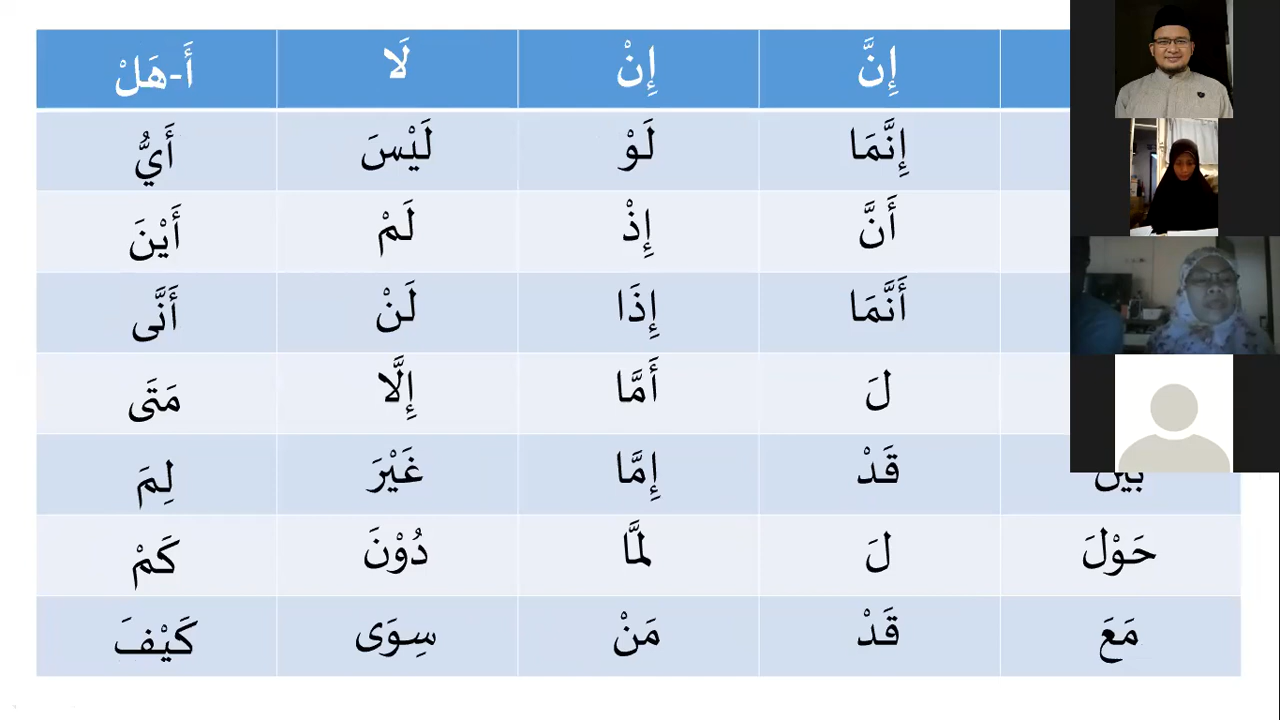 إِنَّ إِنْ لَا أَ-هَلْ
إِنَّمَا لَوْ لَيْسَ أَيُّ
أَنَّ إِذْ لَمْ أَيْنَ
أَنَّمَا إِذَا لَنْ أَنَّى
لَ أَمَّا إِلَّا مَتَى
قَدْ إِمَّا غَيْرَ لِمَ
حَوْلَ لَ لَمَّا دُوْنَ كَمْ
مَعَ قَدْ مَنْ سِوَى كَيْفَ